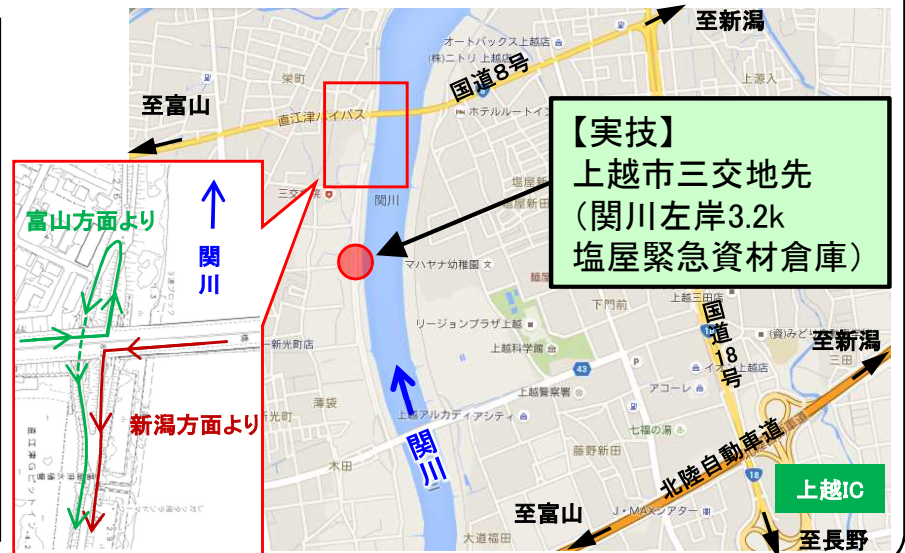 至新潟
オートバックス上越店
(株)ニトリ 上越店
栄町
国道8号
上源入
至富山
直江津バイパス
ホテルルートイン
【実技】
上越市三交地先
(関川左岸3.2k
塩屋緊急資材倉庫)
富山方面より
関川
新潟方面より
関川
塩屋新田
マハヤナ幼稚園
下門前
上越三田店
リージョンプラザ上越
国道18号
至新潟
三田
上越科学館
43
アコーレ
上越警察署
薄袋
上越アルカディアシティ
七福の湯
関川
藤野新田
北陸自動車道
木田
18
上越IC
至富山
J・MAXシアター
大道福田
至長野